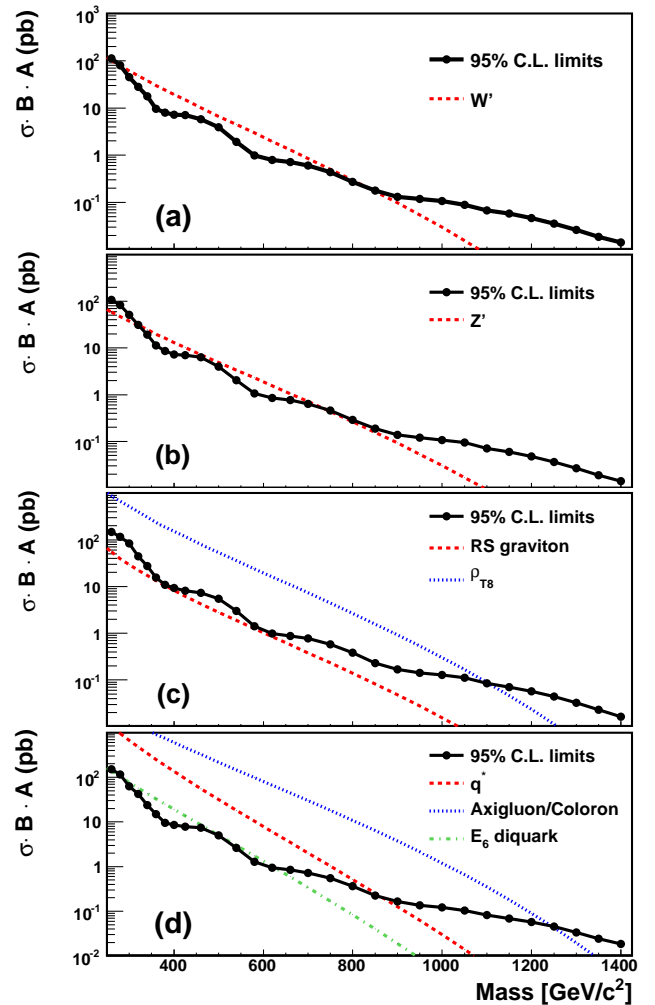 σ· B · A (pb)
10³
10²
10
1
10⁻¹
95% C.L. limits
W'
(a)
σ· B · A (pb)
10²
10
1
10⁻¹
95% C.L. limits
Z'
(b)
σ· B · A (pb)
10²
10
1
10⁻¹
95% C.L. limits
RS graviton
ρT8
(c)
σ· B · A (pb)
10²
10
1
10⁻¹
10⁻²
95% C.L. limits
q*
Axigluon/Coloron
E₆ diquark
(d)
400 600 800 1000 1200 1400
Mass [GeV/c²]